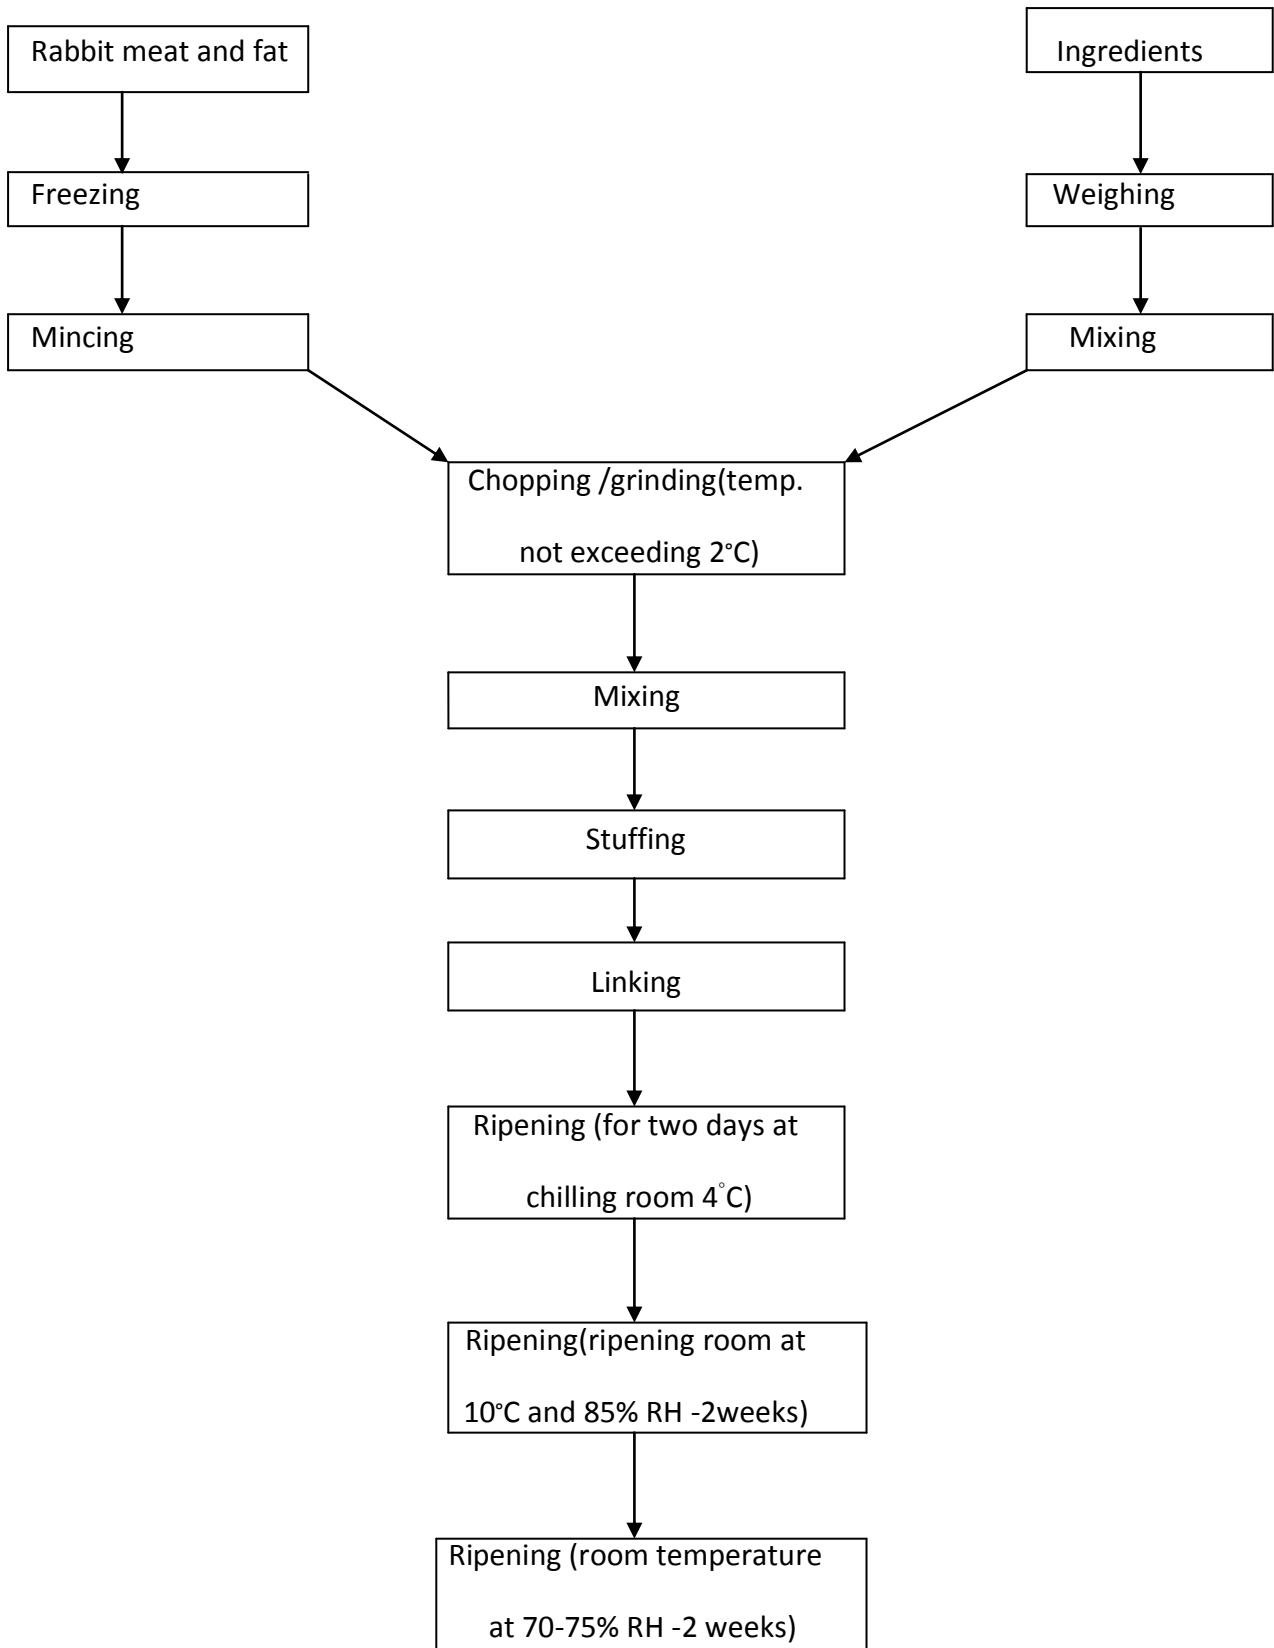 Rabbit meat and fat
Ingredients
Freezing
Weighing
Mincing
Mixing
Chopping /grinding(temp.
not exceeding 2°C)
Mixing
Stuffing
Linking
Ripening (for two days at
chilling room 4°C)
Ripening(ripening room at
10°C and 85% RH -2weeks)
Ripening (room temperature
at 70-75% RH -2 weeks)